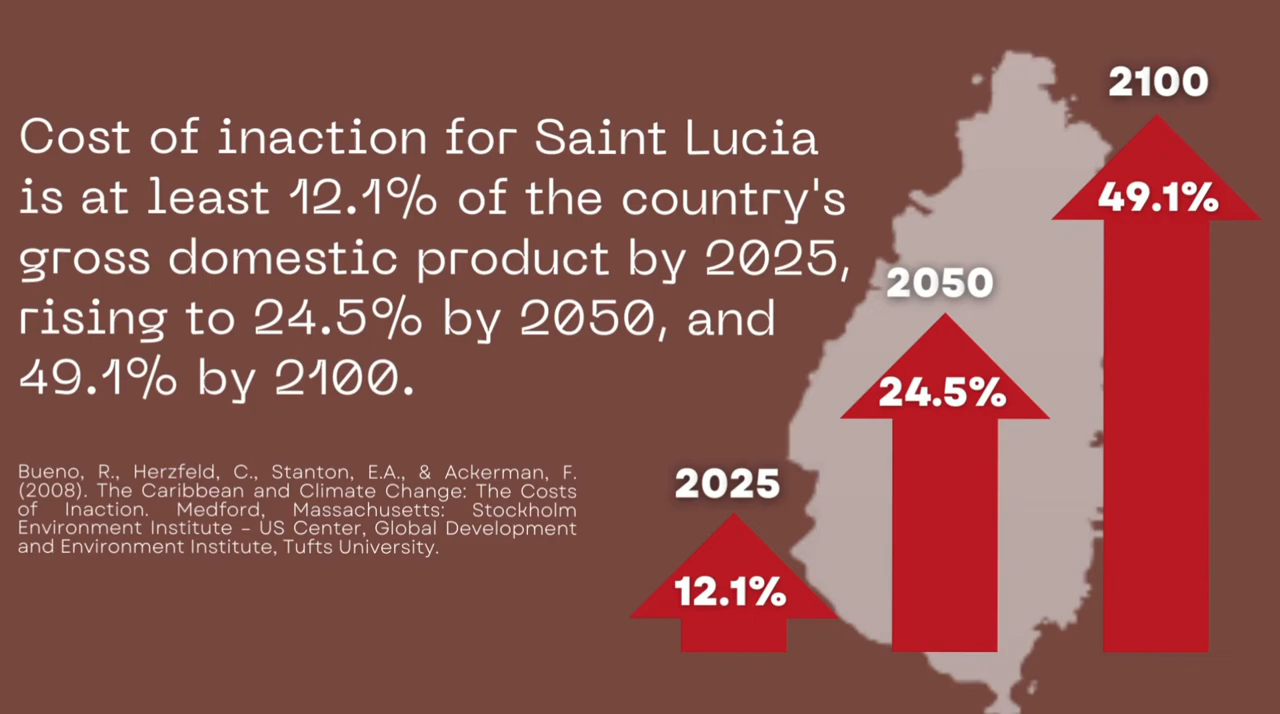 Cost of inaction for Saint Lucia
is at least 12.1% of the country's
gross domestic product by 2025,
rising to 24.5% by 2050, and
49.1% by 2100.
Bueno, R., Herzfeld, C., Stanton, E.A., & Ackerman, F.
(2008). The Caribbean and Climate Change: The Costs
of Inaction. Medford, Massachusetts: Stockholm
Environment Institute – US Center, Global Development
and Environment Institute, Tufts University.
2025
12.1%
2050
24.5%
2100
49.1%